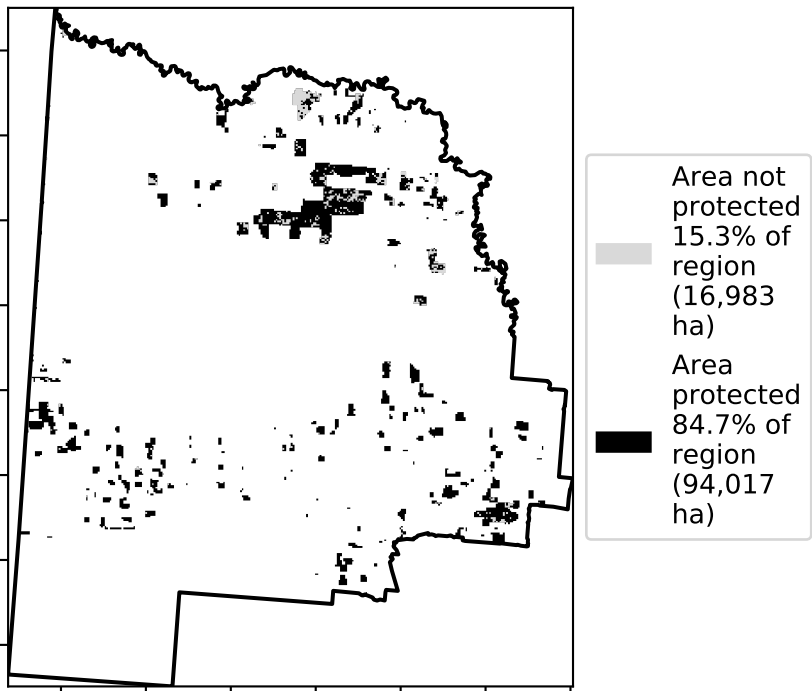 Area not
protected
15.3% of
region
(16,983
ha)
Area
protected
84.7% of
region
(94,017
ha)